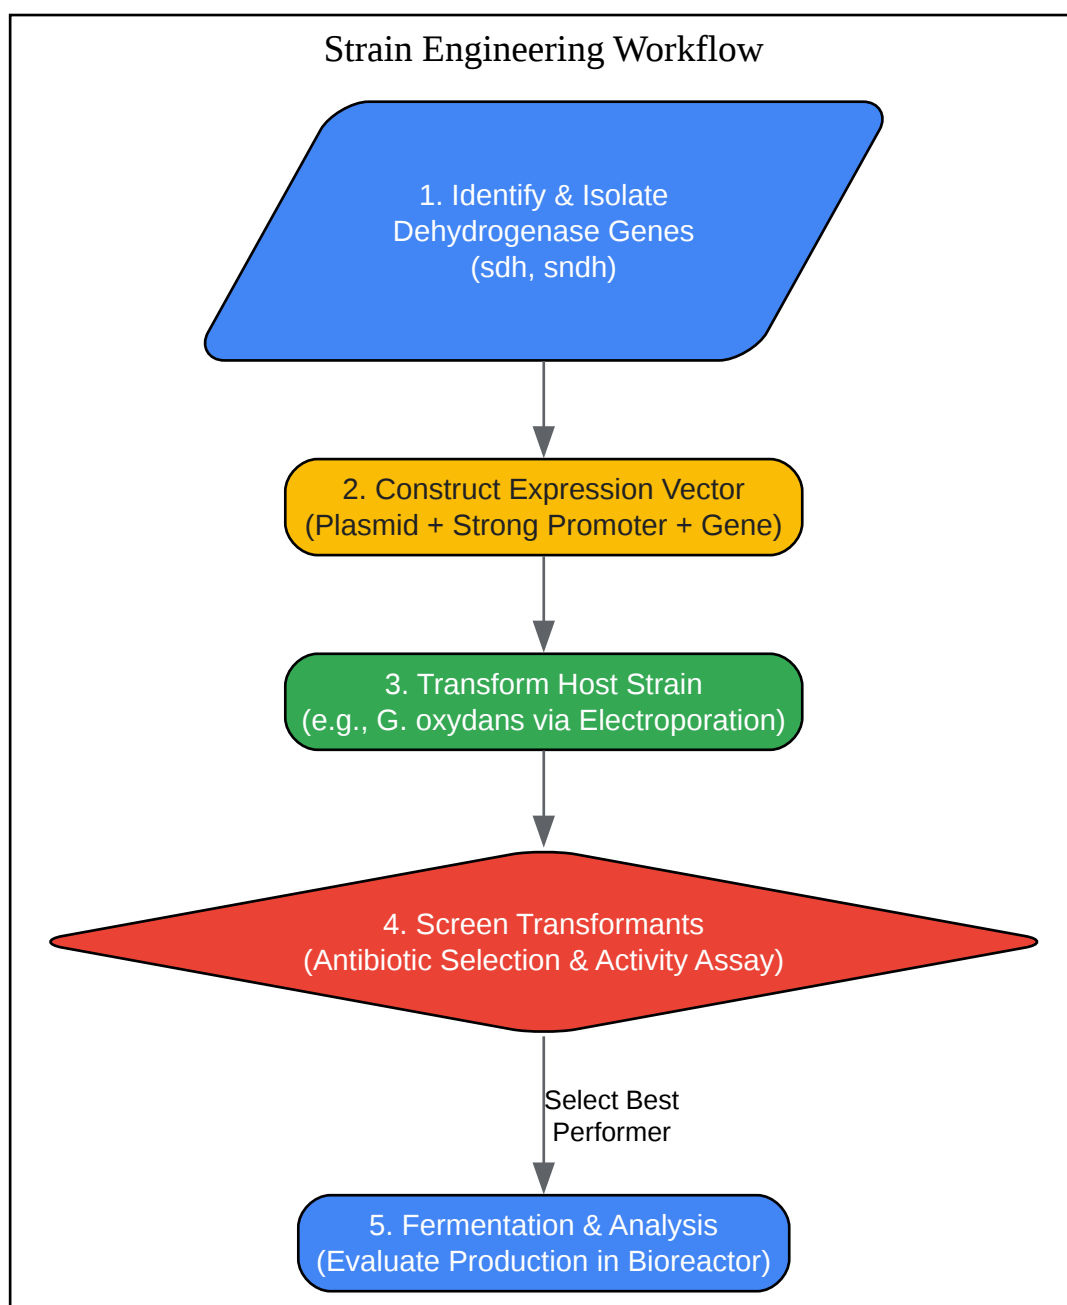 Strain Engineering Workflow
1. Identify & Isolate
Dehydrogenase Genes
(sdh, sndh)
2. Construct Expression Vector
(Plasmid + Strong Promoter + Gene)
3. Transform Host Strain
(e.g., G. oxydans via Electroporation)
4. Screen Transformants
(Antibiotic Selection & Activity Assay)
Select Best
Performer
5. Fermentation & Analysis
(Evaluate Production in Bioreactor)